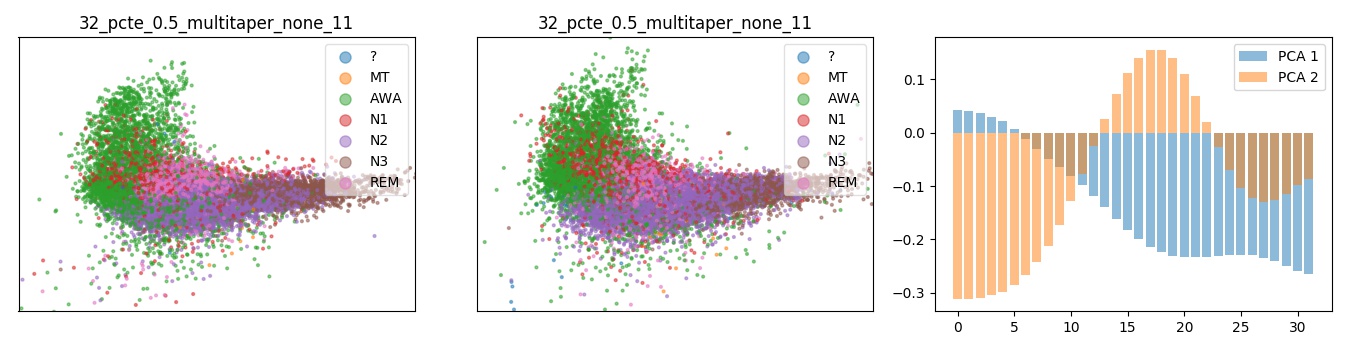 32_pcte_0.5_multitaper_none_11
?
MT
AWA
N1
N2
N3
REM
32_pcte_0.5_multitaper_none_11
?
MT
AWA
N1
N2
N3
REM
PCA 1
PCA 2
0.1
0.0
−0.1
−0.2
−0.3
0 5 10 15 20 25 30